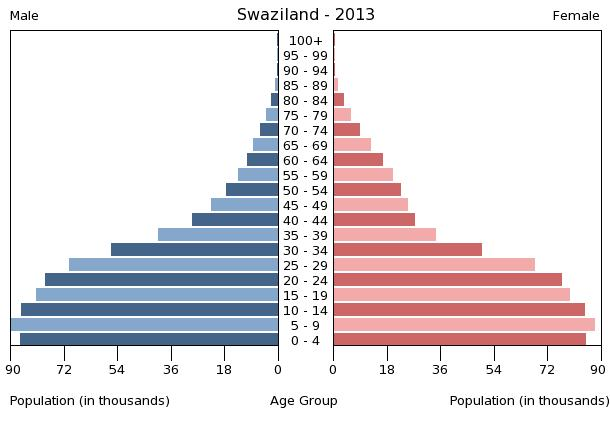 Male Swaziland - 2013 Female
100+
95 - 99
90 - 94
85 - 89
80 - 84
75 - 79
70 - 74
65 - 69
60 - 64
55 - 59
50 - 54
45 - 49
40 - 44
35 - 39
30 - 34
25 - 29
20 - 24
15 - 19
10 - 14
5 - 9
0 - 4
90 72 54 36 18 0 0 18 36 54 72 90
Population (in thousands) Age Group Population (in thousands)